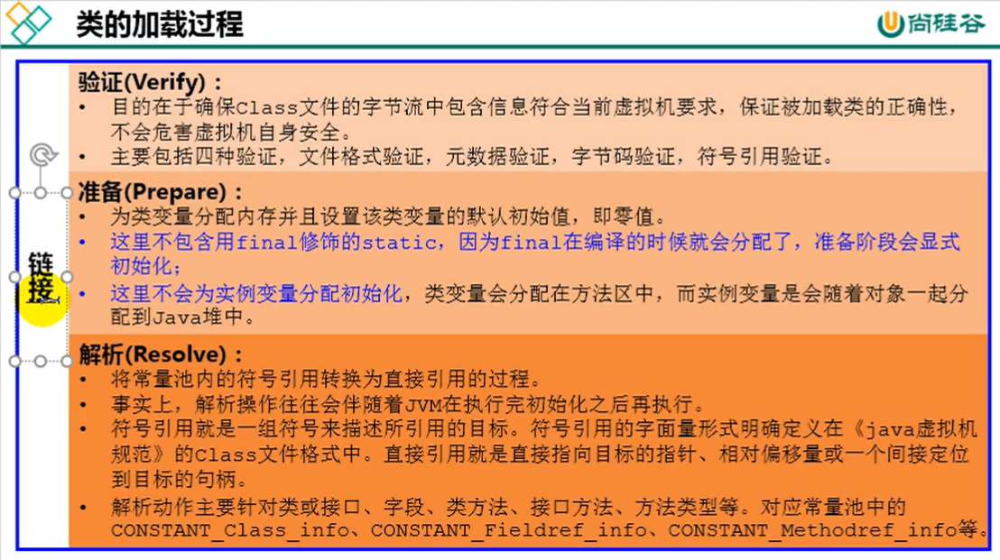 类的加载过程
尚硅谷
链接
验证(Verify)：
• 目的在于确保Class文件的字节流中包含信息符合当前虚拟机要求，保证被加载类的正确性，
不会危害虚拟机自身安全。
• 主要包括四种验证，文件格式验证，元数据验证，字节码验证，符号引用验证。
准备(Prepare)：
• 为类变量分配内存并且设置该类变量的默认初始值，即零值。
• 这里不包含用final修饰的static，因为final在编译的时候就会分配了，准备阶段会显式
初始化；
• 这里不会为实例变量分配初始化，类变量会分配在方法区中，而实例变量是会随着对象一起分
配到Java堆中。
解析(Resolve)：
• 将常量池内的符号引用转换为直接引用的过程。
• 事实上，解析操作往往会伴随着JVM在执行完初始化之后再执行。
• 符号引用就是一组符号来描述所引用的目标。符号引用的字面量形式明确定义在《java虚拟机
规范》的Class文件格式中。直接引用就是直接指向目标的指针、相对偏移量或一个间接定位
到目标的句柄。
• 解析动作主要针对类或接口、字段、类方法、接口方法、方法类型等。对应常量池中的
CONSTANT_Class_info、CONSTANT_Fieldref_info、CONSTANT_Methodref_info等。